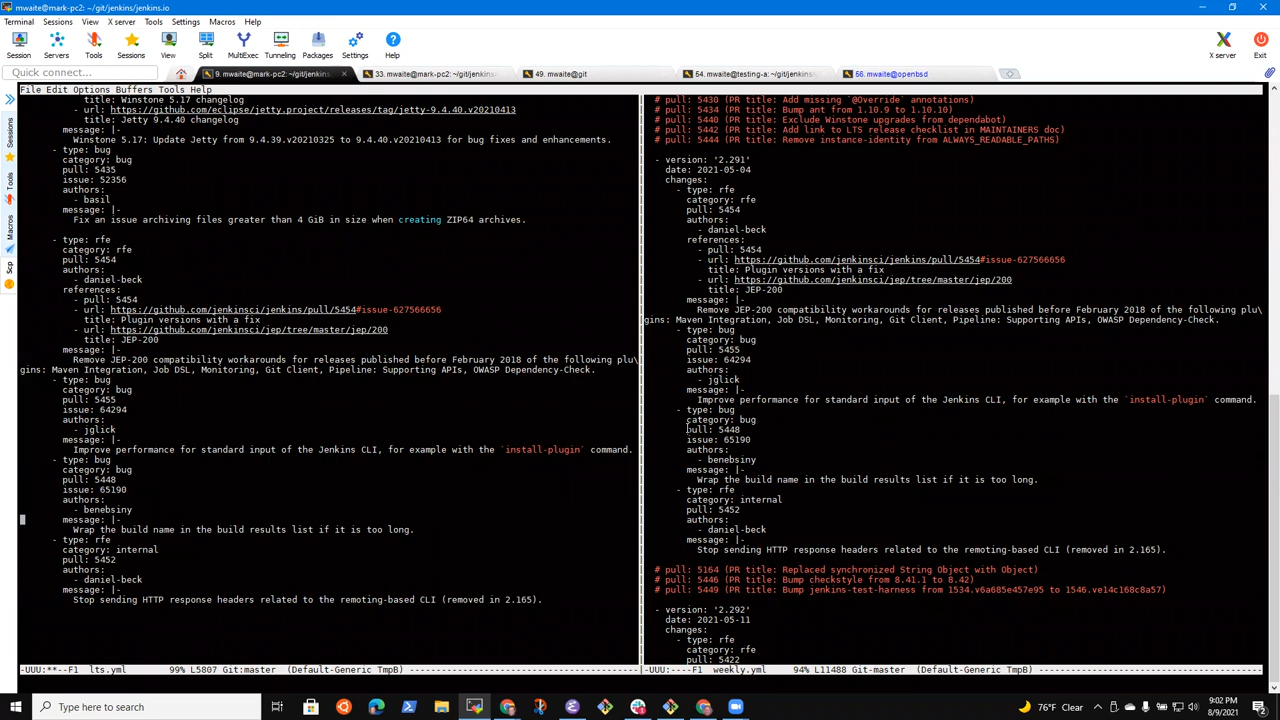 mwaite@mark-pc2: ~/git/jenkins/jenkins.io
Terminal Sessions View X server Tools Settings Macros Help
Session Servers Tools Sessions View Split MultiExec Tunneling Packages Settings Help X server Exit
Quick connect...
9. mwaite@mark-pc2: ~/git/jenkins
33. mwaite@mark-pc2: ~/git/jenkins
49. mwaite@git
54. mwaite@testing-a: ~/git/jenkins
56. mwaite@openbsd
Sessions
Tools
Macros
Scp
File Edit Options Buffers Tools Help
title: Winstone 5.17 changelog
- url: https://github.com/eclipse/jetty.project/releases/tag/jetty-9.4.40.v20210413
title: Jetty 9.4.40 changelog
message: |-
Winstone 5.17: Update Jetty from 9.4.39.v20210325 to 9.4.40.v20210413 for bug fixes and enhancements.
- type: bug
category: bug
pull: 5435
issue: 52356
authors:
- basil
message: |-
Fix an issue archiving files greater than 4 GiB in size when creating ZIP64 archives.
- type: rfe
category: rfe
pull: 5454
authors:
- daniel-beck
references:
- pull: 5454
- url: https://github.com/jenkinsci/jenkins/pull/5454#issue-627566656
title: Plugin versions with a fix
- url: https://github.com/jenkinsci/jep/tree/master/jep/200
title: JEP-200
message: |-
Remove JEP-200 compatibility workarounds for releases published before February 2018 of the following plu\
gins: Maven Integration, Job DSL, Monitoring, Git Client, Pipeline: Supporting APIs, OWASP Dependency-Check.
- type: bug
category: bug
pull: 5455
issue: 64294
authors:
- jglick
message: |-
Improve performance for standard input of the Jenkins CLI, for example with the `install-plugin` command.
- type: bug
category: bug
pull: 5448
issue: 65190
authors:
- benebsiny
message: |-
Wrap the build name in the build results list if it is too long.
- type: rfe
category: internal
pull: 5452
authors:
- daniel-beck
message: |-
Stop sending HTTP response headers related to the remoting-based CLI (removed in 2.165).
-UUU:**--F1 lts.yml 99% L5807 Git:master (Default-Generic TmpB)
# pull: 5430 (PR title: Add missing `@Override` annotations)
# pull: 5434 (PR title: Bump ant from 1.10.9 to 1.10.10)
# pull: 5440 (PR title: Exclude Winstone upgrades from dependabot)
# pull: 5442 (PR title: Add link to LTS release checklist in MAINTAINERS doc)
# pull: 5444 (PR title: Remove instance-identity from ALWAYS_READABLE_PATHS)
- version: '2.291'
date: 2021-05-04
changes:
- type: rfe
category: rfe
pull: 5454
authors:
- daniel-beck
references:
- pull: 5454
- url: https://github.com/jenkinsci/jenkins/pull/5454#issue-627566656
title: Plugin versions with a fix
- url: https://github.com/jenkinsci/jep/tree/master/jep/200
title: JEP-200
message: |-
Remove JEP-200 compatibility workarounds for releases published before February 2018 of the following plu\
gins: Maven Integration, Job DSL, Monitoring, Git Client, Pipeline: Supporting APIs, OWASP Dependency-Check.
- type: bug
category: bug
pull: 5455
issue: 64294
authors:
- jglick
message: |-
Improve performance for standard input of the Jenkins CLI, for example with the `install-plugin` command.
- type: bug
category: bug
pull: 5448
issue: 65190
authors:
- benebsiny
message: |-
Wrap the build name in the build results list if it is too long.
- type: rfe
category: internal
pull: 5452
authors:
- daniel-beck
message: |-
Stop sending HTTP response headers related to the remoting-based CLI (removed in 2.165).
# pull: 5164 (PR title: Replaced synchronized String Object with Object)
# pull: 5446 (PR title: Bump checkstyle from 8.41.1 to 8.42)
# pull: 5449 (PR title: Bump jenkins-test-harness from 1534.v6a685e457e95 to 1546.ve14c168c8a57)
- version: '2.292'
date: 2021-05-11
changes:
- type: rfe
category: rfe
pull: 5422
-UUU:----F1 weekly.yml 94% L11488 Git-master (Default-Generic TmpB)
Type here to search
76°F Clear
9:02 PM
8/9/2021
2